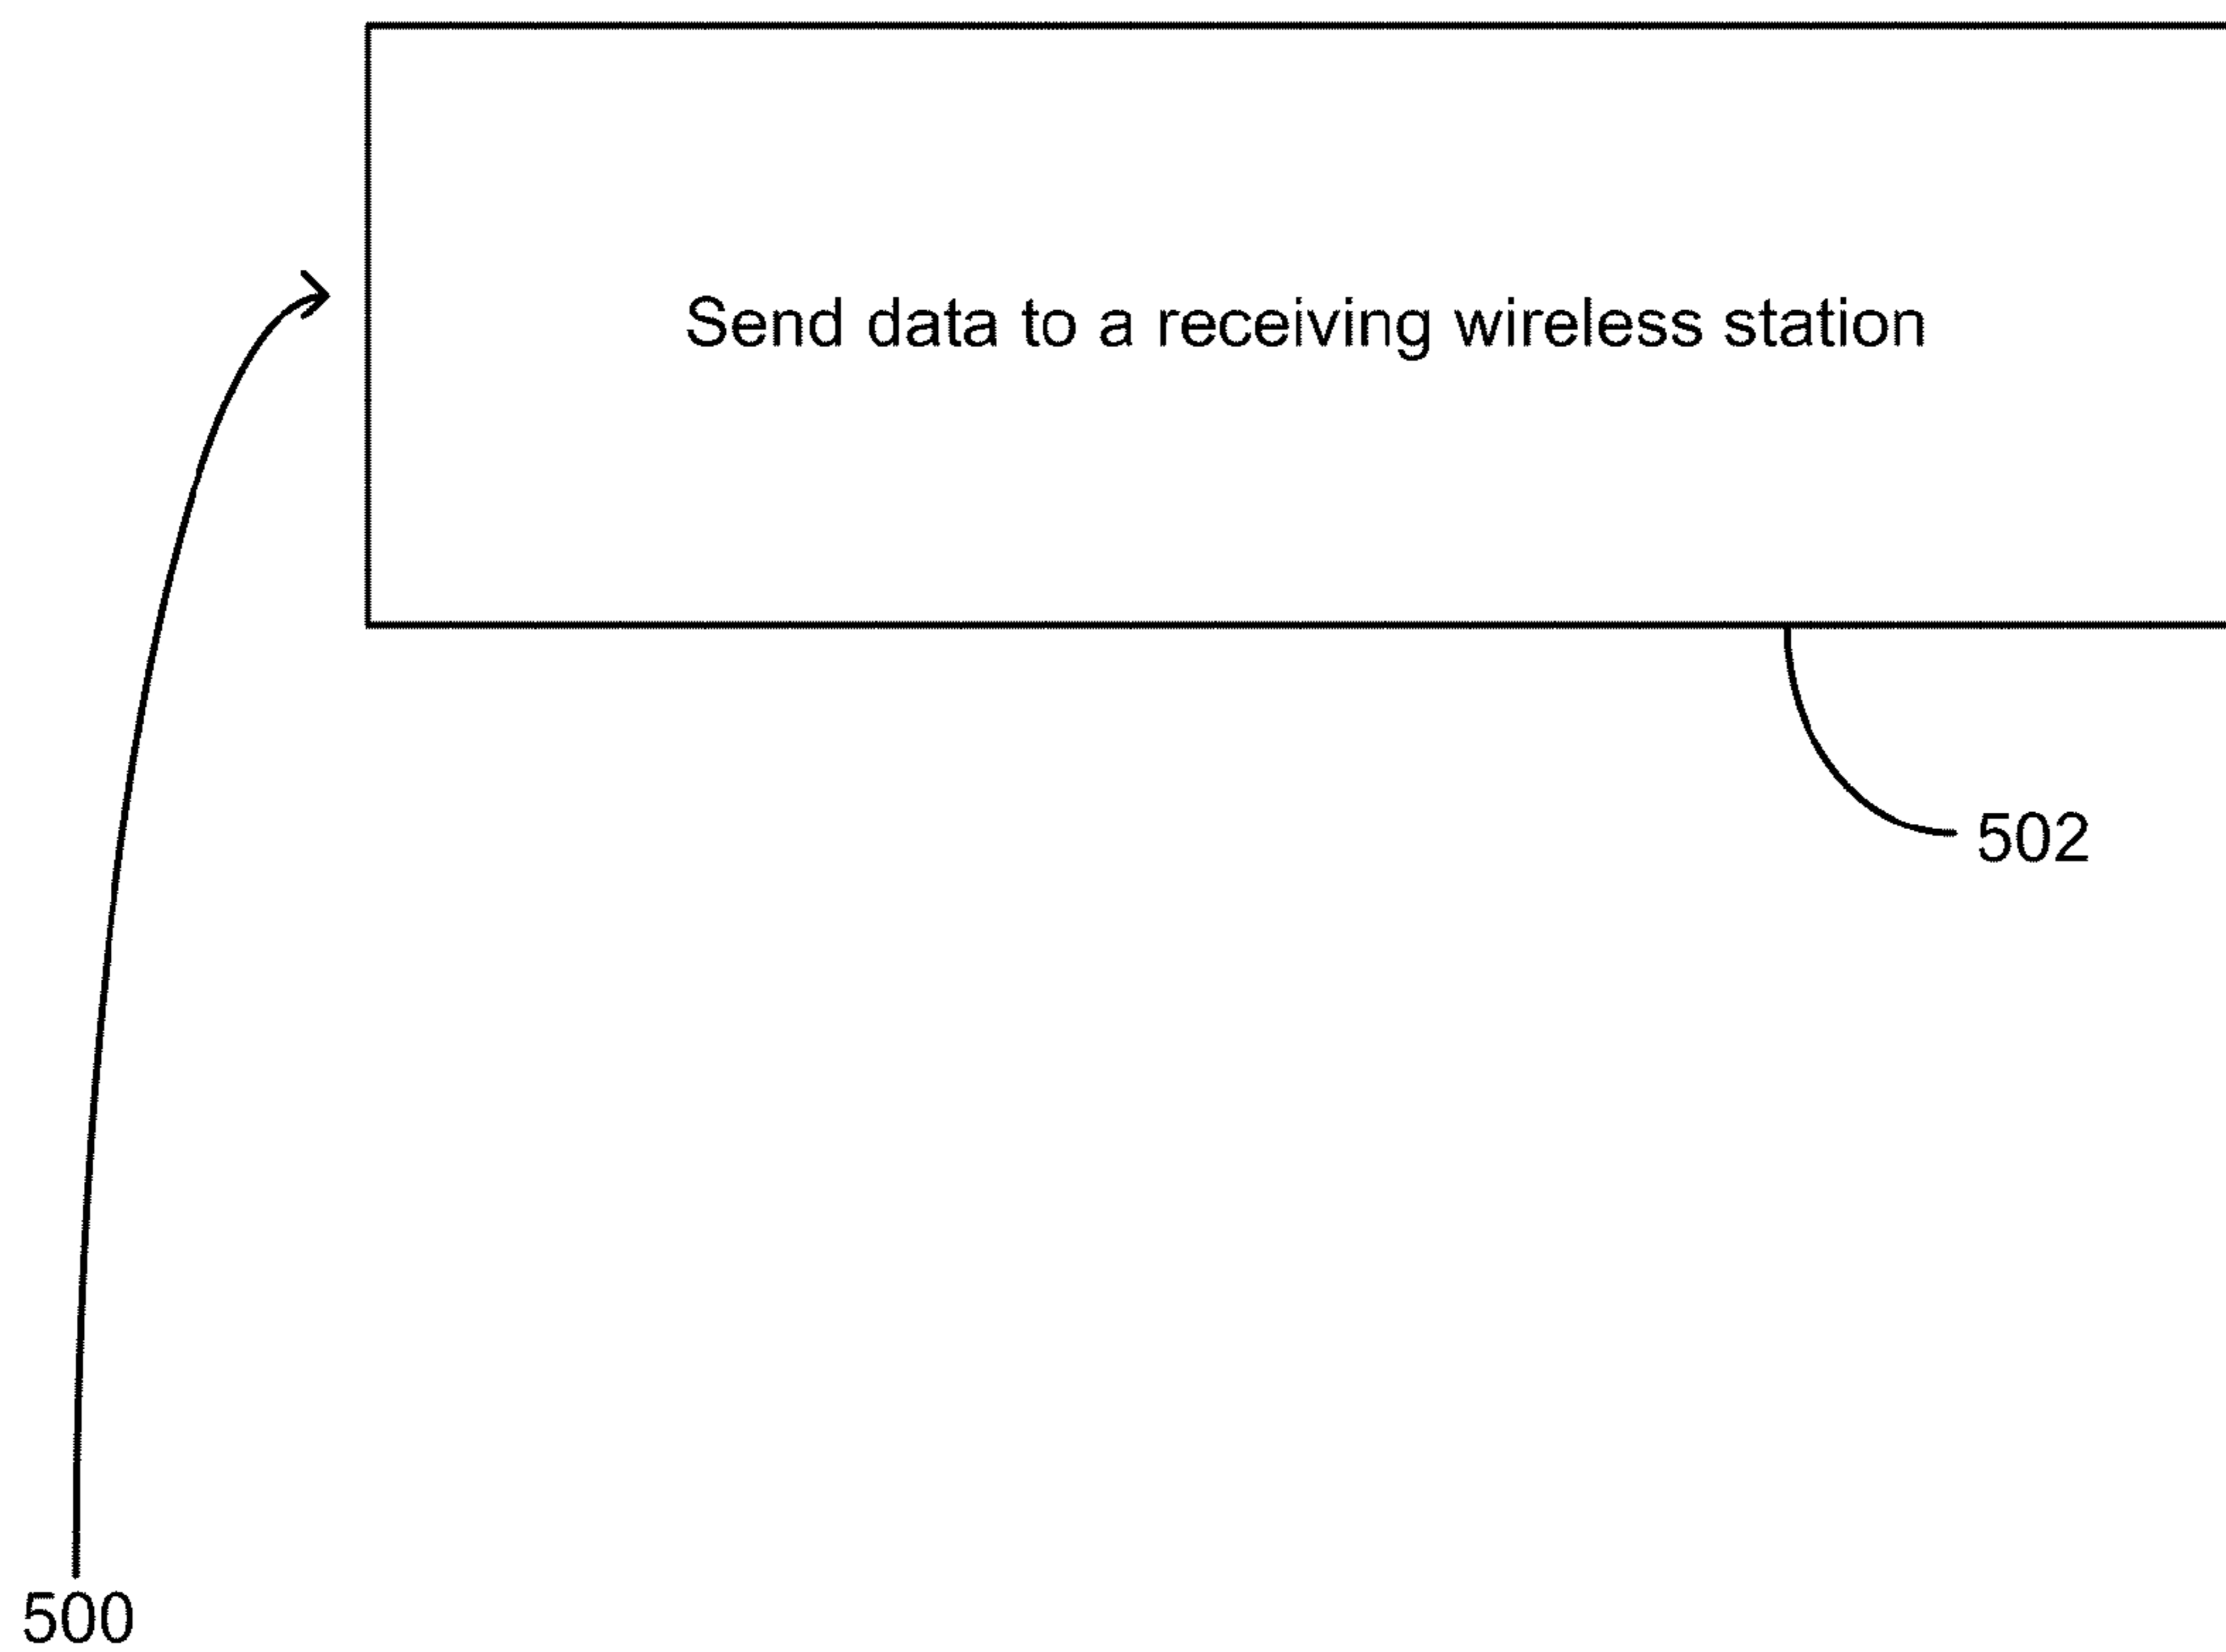 Send data to a receiving wireless station
502
500